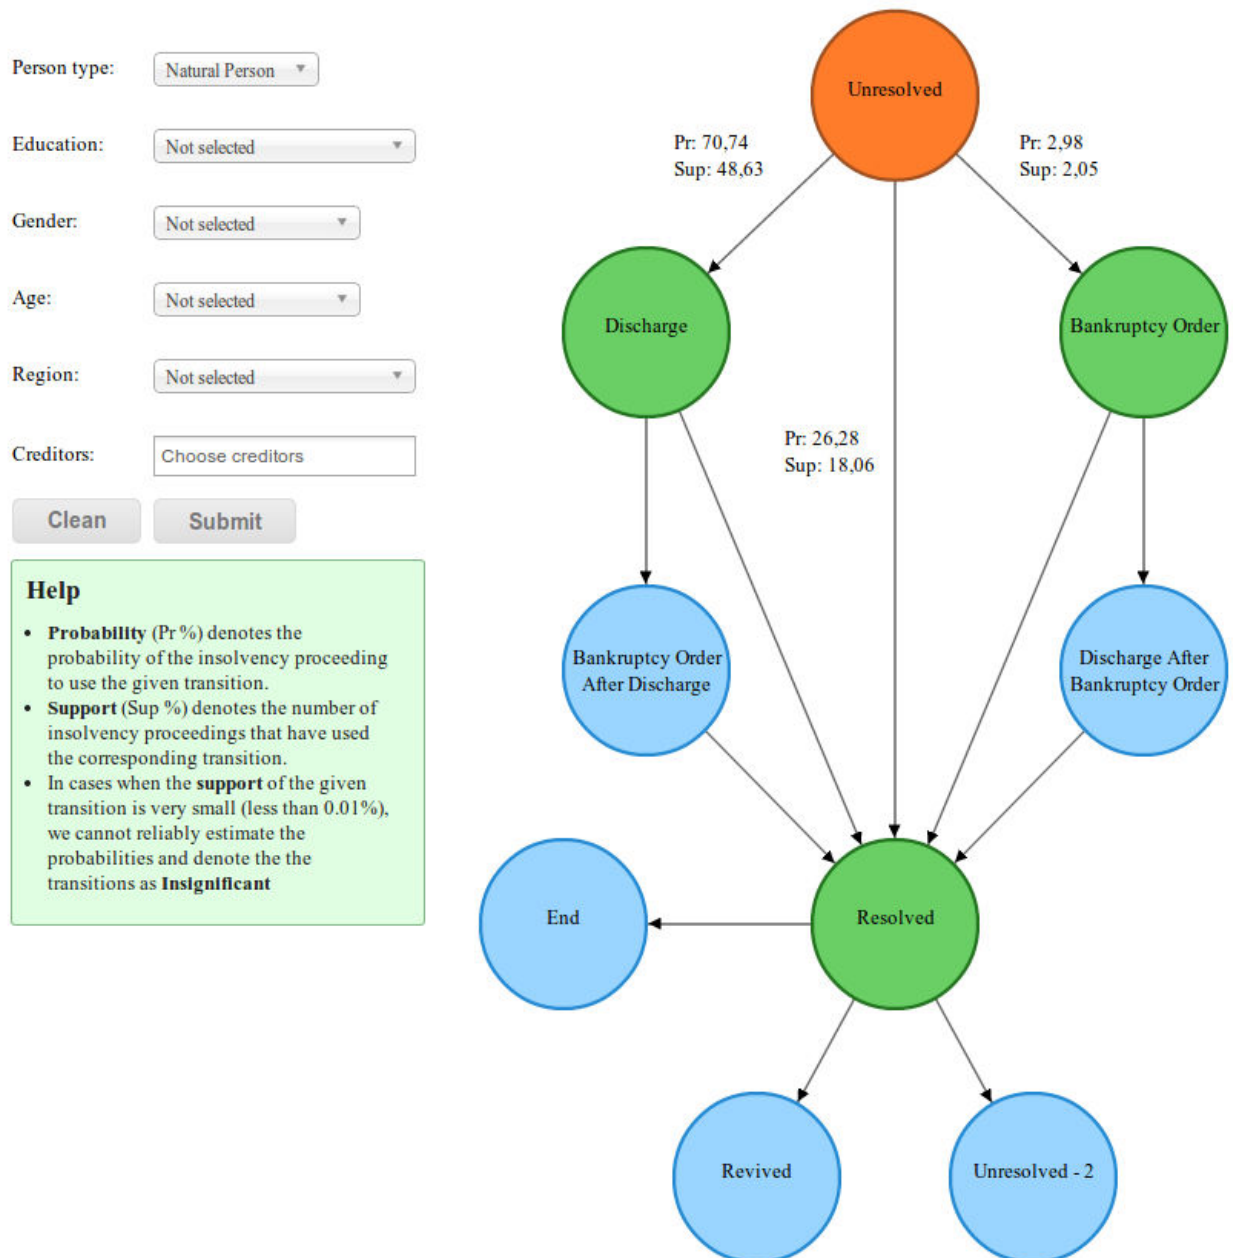 Person type:
Natural Person
Education:
Not selected
Gender:
Not selected
Age:
Not selected
Region:
Not selected
Creditors:
Choose creditors
Clean
Submit
Help
• Probability (Pr %) denotes the
probability of the insolvency proceeding
to use the given transition.
• Support (Sup %) denotes the number of
insolvency proceedings that have used
the corresponding transition.
• In cases when the support of the given
transition is very small (less than 0.01%),
we cannot reliably estimate the
probabilities and denote the the
transitions as Insignificant
Unresolved
Pr: 70,74
Sup: 48,63
Pr: 2,98
Sup: 2,05
Discharge
Bankruptcy Order
Pr: 26,28
Sup: 18,06
Bankruptcy Order
After Discharge
Discharge After
Bankruptcy Order
End
Resolved
Revived
Unresolved - 2